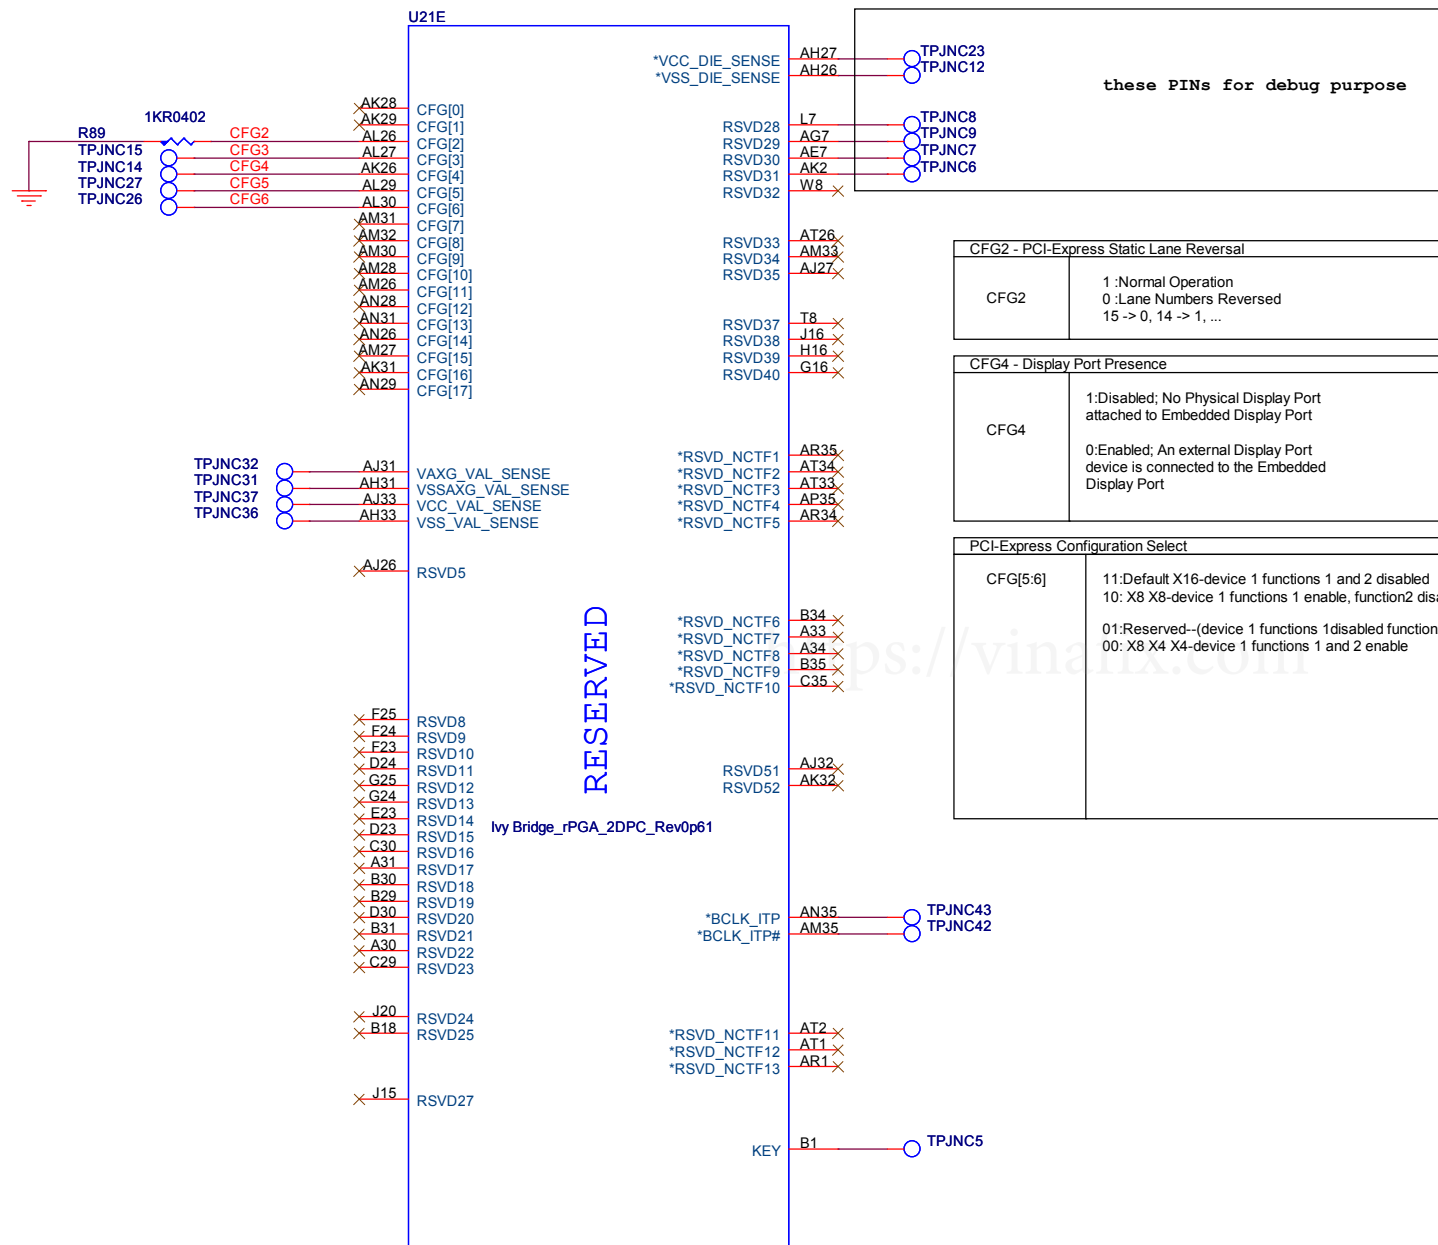 U21E
*VCC_DIE_SENSE AH27 TPJNC23
*VSS_DIE_SENSE AH26 TPJNC12
these PINs for debug purpose
AK28 CFG[0]
AK29 CFG[1]
R89 1KR0402 CFG2 AL26 CFG[2]
TPJNC15 CFG3 AL27 CFG[3]
TPJNC14 CFG4 AK26 CFG[4]
TPJNC27 CFG5 AL29 CFG[5]
TPJNC26 CFG6 AL30 CFG[6]
AM31 CFG[7]
AM32 CFG[8]
AM30 CFG[9]
AM28 CFG[10]
AM26 CFG[11]
AN28 CFG[12]
AN31 CFG[13]
AN26 CFG[14]
AM27 CFG[15]
AK31 CFG[16]
AN29 CFG[17]
RSVD28 L7 TPJNC8
RSVD29 AG7 TPJNC9
RSVD30 AE7 TPJNC7
RSVD31 AK2 TPJNC6
RSVD32 W8
RSVD33 AT26
RSVD34 AM33
RSVD35 AJ27
RSVD37 T8
RSVD38 J16
RSVD39 H16
RSVD40 G16
CFG2 - PCI-Express Static Lane Reversal
CFG2
1 :Normal Operation
0 :Lane Numbers Reversed
15 -> 0, 14 -> 1, ...
CFG4 - Display Port Presence
CFG4
1:Disabled; No Physical Display Port
attached to Embedded Display Port
0:Enabled; An external Display Port
device is connected to the Embedded
Display Port
PCI-Express Configuration Select
CFG[5:6]
11:Default X16-device 1 functions 1 and 2 disabled
10: X8 X8-device 1 functions 1 enable, function2 disa
01:Reserved--(device 1 functions 1disabled function
00: X8 X4 X4-device 1 functions 1 and 2 enable
TPJNC32 AJ31 VAXG_VAL_SENSE
TPJNC31 AH31 VSSAXG_VAL_SENSE
TPJNC37 AJ33 VCC_VAL_SENSE
TPJNC36 AH33 VSS_VAL_SENSE
*RSVD_NCTF1 AR35
*RSVD_NCTF2 AT34
*RSVD_NCTF3 AT33
*RSVD_NCTF4 AP35
*RSVD_NCTF5 AR34
AJ26 RSVD5
*RSVD_NCTF6 B34
*RSVD_NCTF7 A33
*RSVD_NCTF8 A34
*RSVD_NCTF9 B35
*RSVD_NCTF10 C35
RESERVED
F25 RSVD8
F24 RSVD9
F23 RSVD10
D24 RSVD11
G25 RSVD12
G24 RSVD13
E23 RSVD14
D23 RSVD15
C30 RSVD16
A31 RSVD17
B30 RSVD18
B29 RSVD19
D30 RSVD20
B31 RSVD21
A30 RSVD22
C29 RSVD23
RSVD51 AJ32
RSVD52 AK32
Ivy Bridge_rPGA_2DPC_Rev0p61
*BCLK_ITP AN35 TPJNC43
*BCLK_ITP# AM35 TPJNC42
J20 RSVD24
B18 RSVD25
*RSVD_NCTF11 AT2
*RSVD_NCTF12 AT1
*RSVD_NCTF13 AR1
J15 RSVD27
KEY B1 TPJNC5